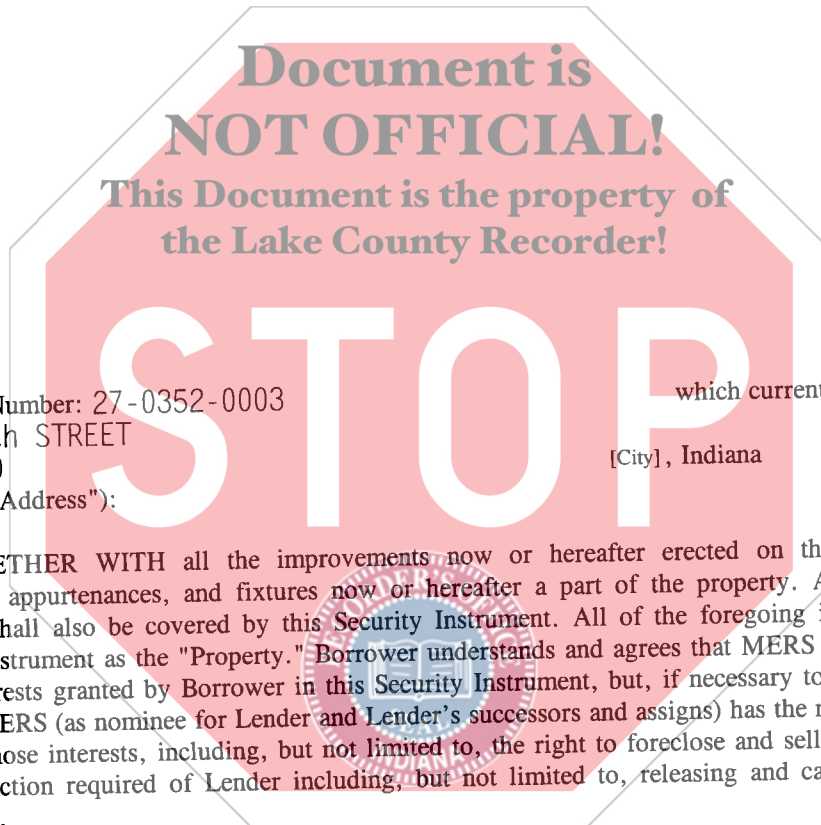 Document is
NOT OFFICIAL!
This Document is the property of
the Lake County Recorder!
STOP
Number: 27-0352-0003 which current
h STREET
[City], Indiana
Address"):
ETHER WITH all the improvements now or hereafter erected on th
appurtenances, and fixtures now or hereafter a part of the property. A
hall also be covered by this Security Instrument. All of the foregoing i
strument as the "Property." Borrower understands and agrees that MERS
rests granted by Borrower in this Security Instrument, but, if necessary to
ERS (as nominee for Lender and Lender's successors and assigns) has the r
ose interests, including, but not limited to, the right to foreclose and sell
ction required of Lender including, but not limited to, releasing and ca
RECORDER'S OFFICE
SEAL
INDIANA